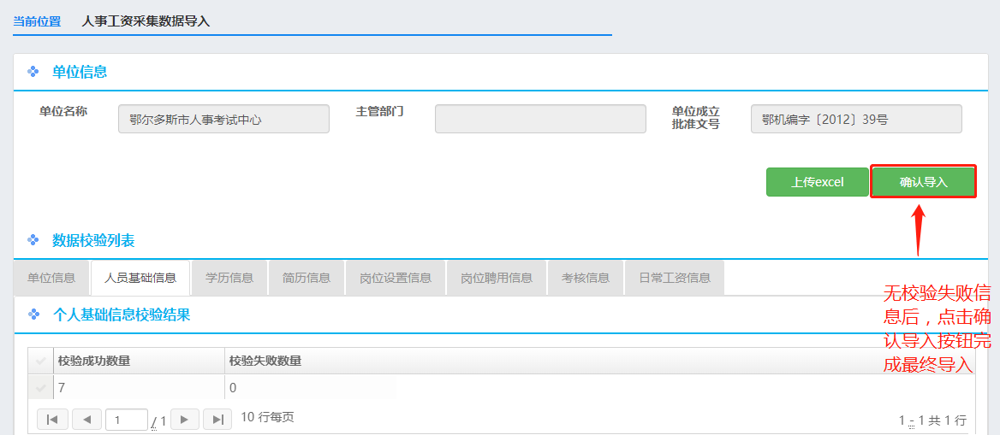 当前位置 人事工资采集数据导入
单位信息
单位名称 鄂尔多斯市人事考试中心 主管部门 单位成立
批准文号 鄂机编字〔2012〕39号
上传excel 确认导入
数据校验列表
单位信息 人员基础信息 学历信息 简历信息 岗位设置信息 岗位聘用信息 考核信息 日常工资信息
无校验失败信
息后，点击确
认导入按钮完
成最终导入
个人基础信息校验结果
校验成功数量 校验失败数量
7 0
1 / 1 10 行每页 1 - 1 共 1 行